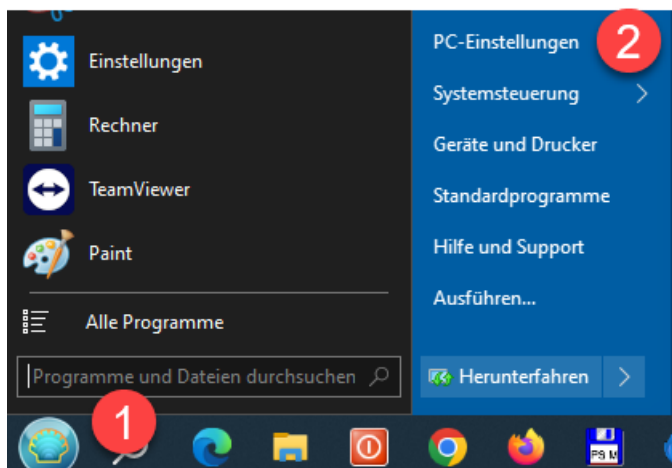 Einstellungen
Rechner
TeamViewer
Paint
Alle Programme
Programme und Dateien durchsuchen
1
PC-Einstellungen
2
Systemsteuerung
Geräte und Drucker
Standardprogramme
Hilfe und Support
Ausführen...
Herunterfahren
PS M